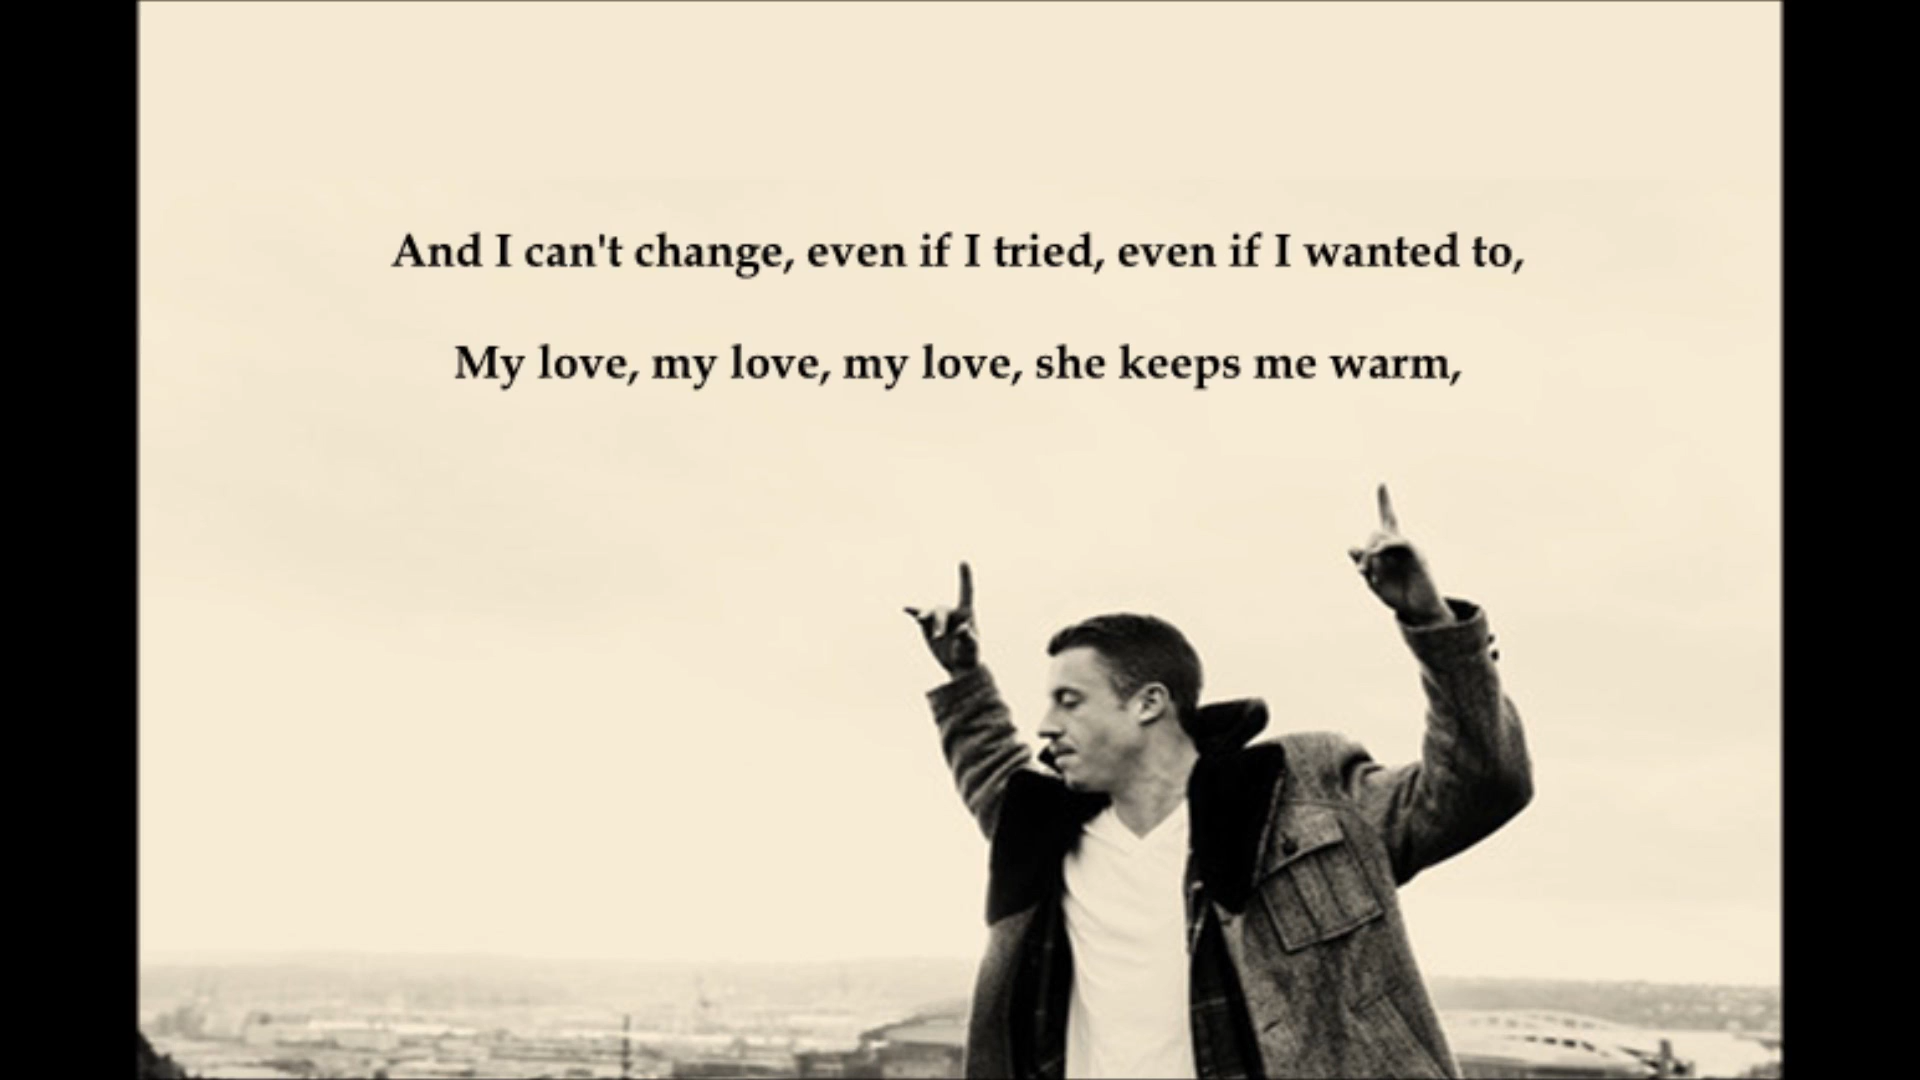 And I can't change, even if I tried, even if I wanted to,
My love, my love, my love, she keeps me warm,